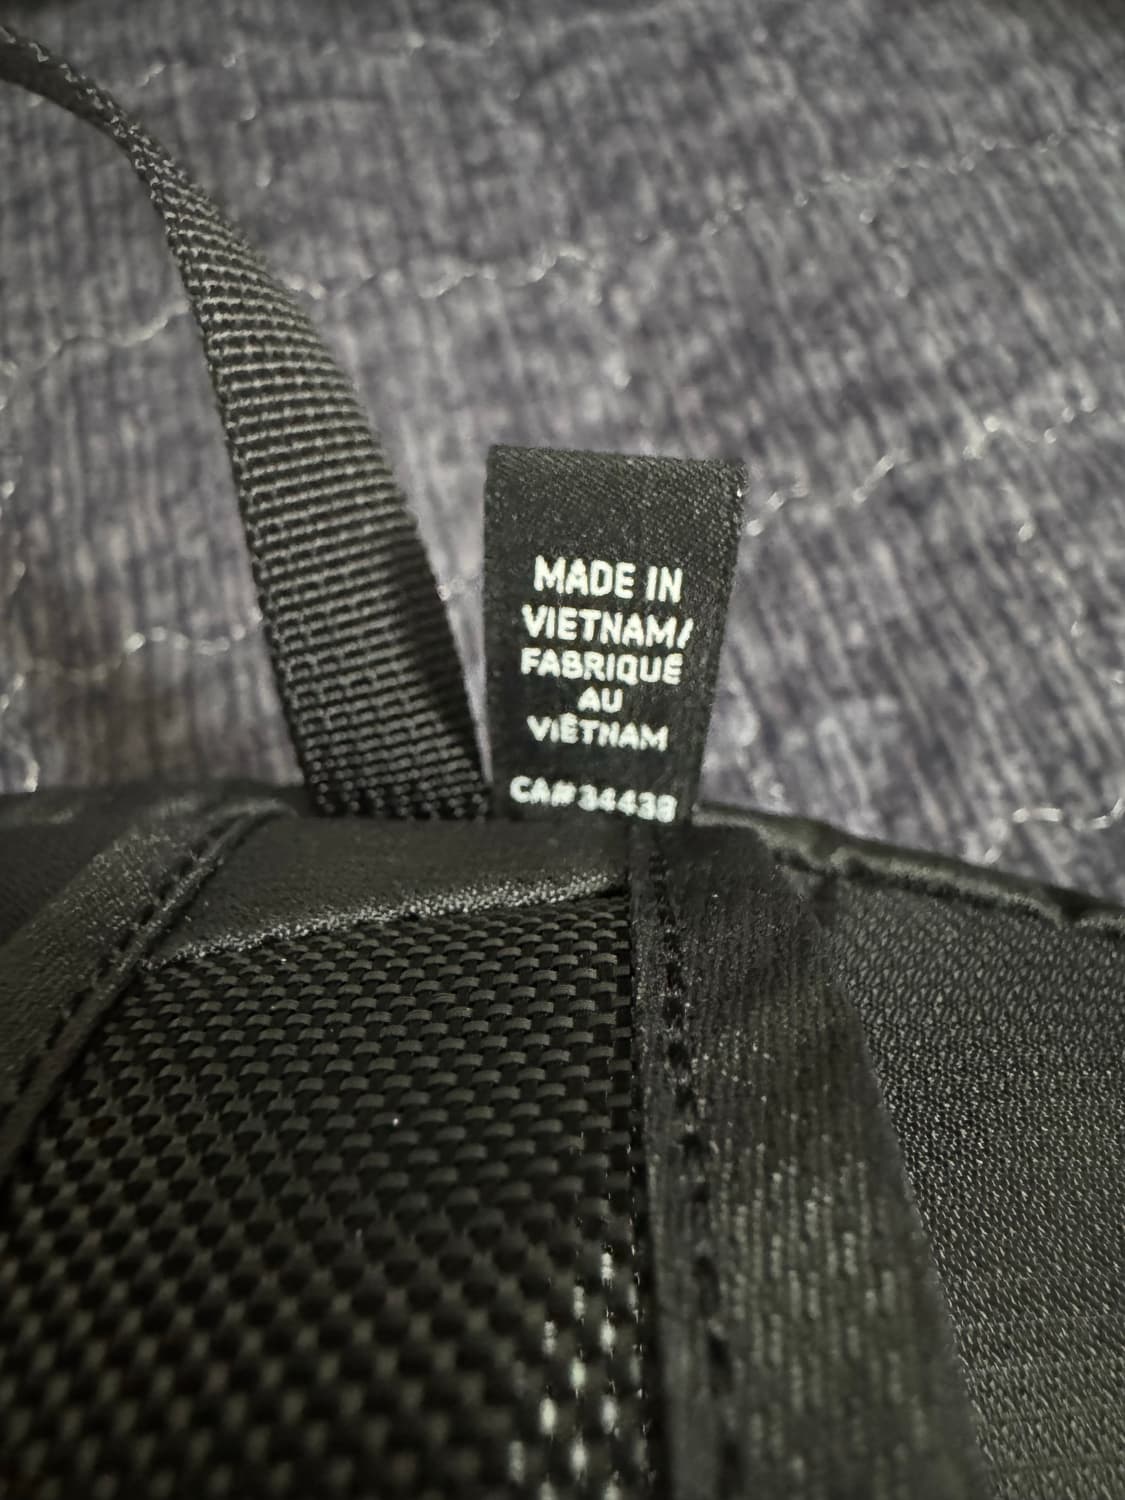 MADE IN
VIETNAM/
FABRIQUÉ
AU
VIÊTNAM
CA#34438